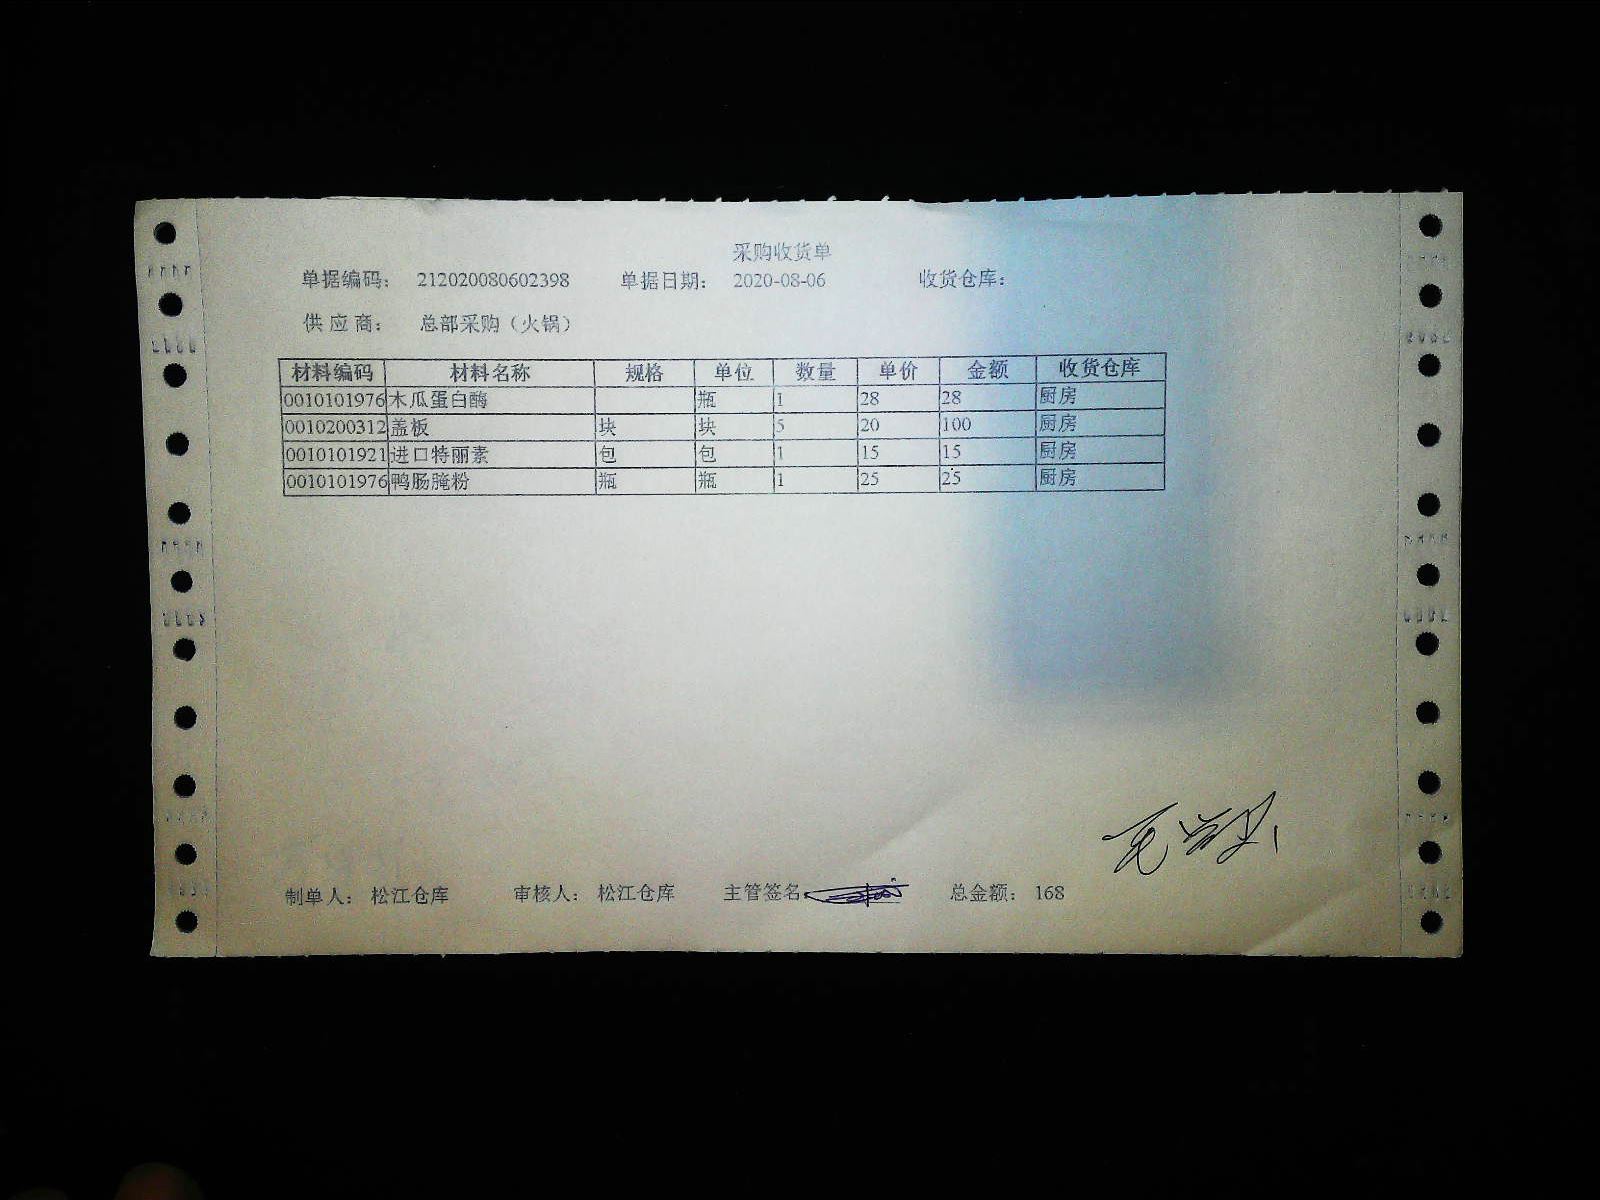 采购收货单
单据编码： 212020080602398 单据日期： 2020-08-06 收货仓库：
供应商： 总部采购（火锅）
材料编码 材料名称 规格 单位 数量 单价 金额 收货仓库
0010101976 木瓜蛋白酶 瓶 1 28 28 厨房
0010200312 盖板 块 块 5 20 100 厨房
0010101921 进口特丽素 包 包 1 15 15 厨房
0010101976 鸭肠腌粉 瓶 瓶 1 25 25 厨房
制单人： 松江仓库 审核人： 松江仓库 主管签名： 总金额： 168